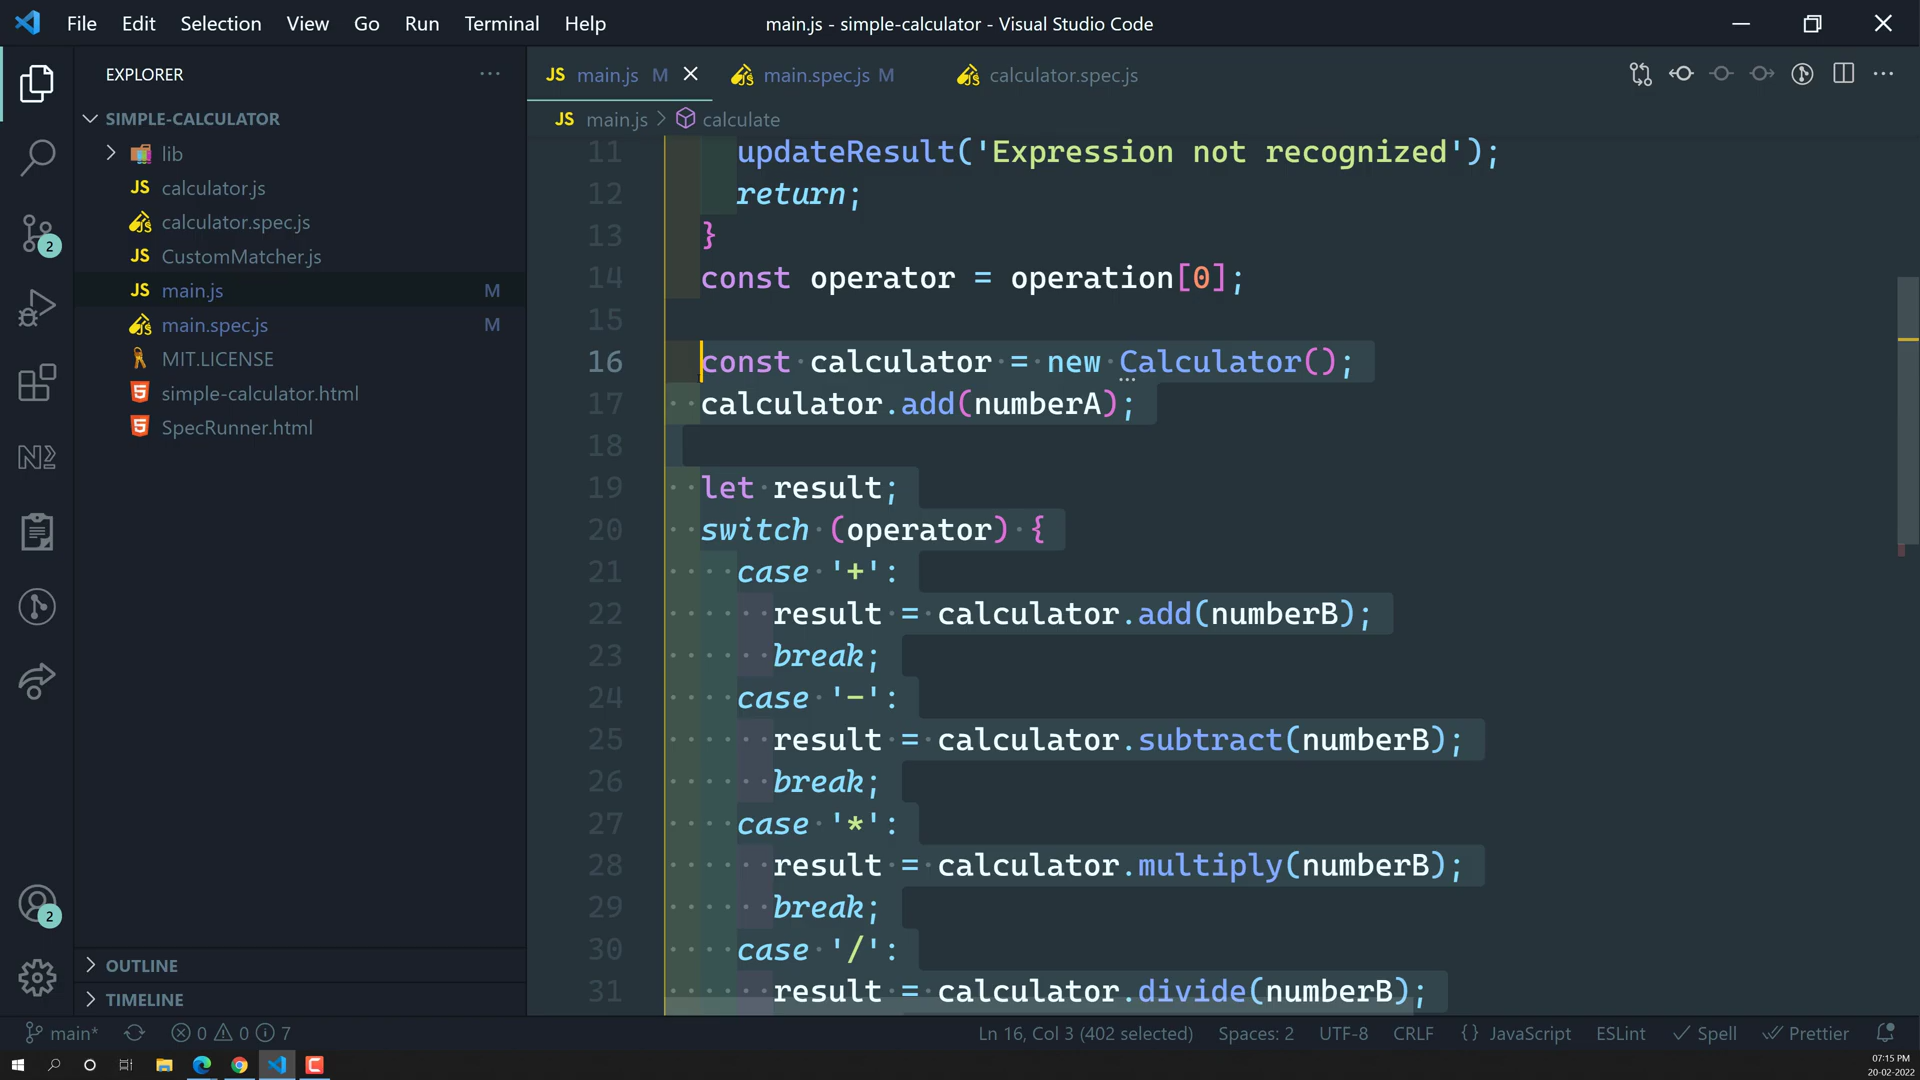 File Edit Selection View Go Run Terminal Help
main.js - simple-calculator - Visual Studio Code
EXPLORER
SIMPLE-CALCULATOR
lib
JS calculator.js
calculator.spec.js
JS CustomMatcher.js
JS main.js M
main.spec.js M
MIT.LICENSE
simple-calculator.html
SpecRunner.html
OUTLINE
TIMELINE
2
2
JS main.js M
main.spec.js M
calculator.spec.js
JS main.js > calculate
11 updateResult('Expression not recognized');
12 return;
13 }
14 const operator = operation[0];
15
16 const calculator = new Calculator();
17 calculator.add(numberA);
18
19 let result;
20 switch (operator) {
21 case '+':
22 result = calculator.add(numberB);
23 break;
24 case '-':
25 result = calculator.subtract(numberB);
26 break;
27 case '*':
28 result = calculator.multiply(numberB);
29 break;
30 case '/':
31 result = calculator.divide(numberB);
main* 0 0 7
Ln 16, Col 3 (402 selected) Spaces: 2 UTF-8 CRLF {} JavaScript ESLint Spell Prettier
07:15 PM
20-02-2022